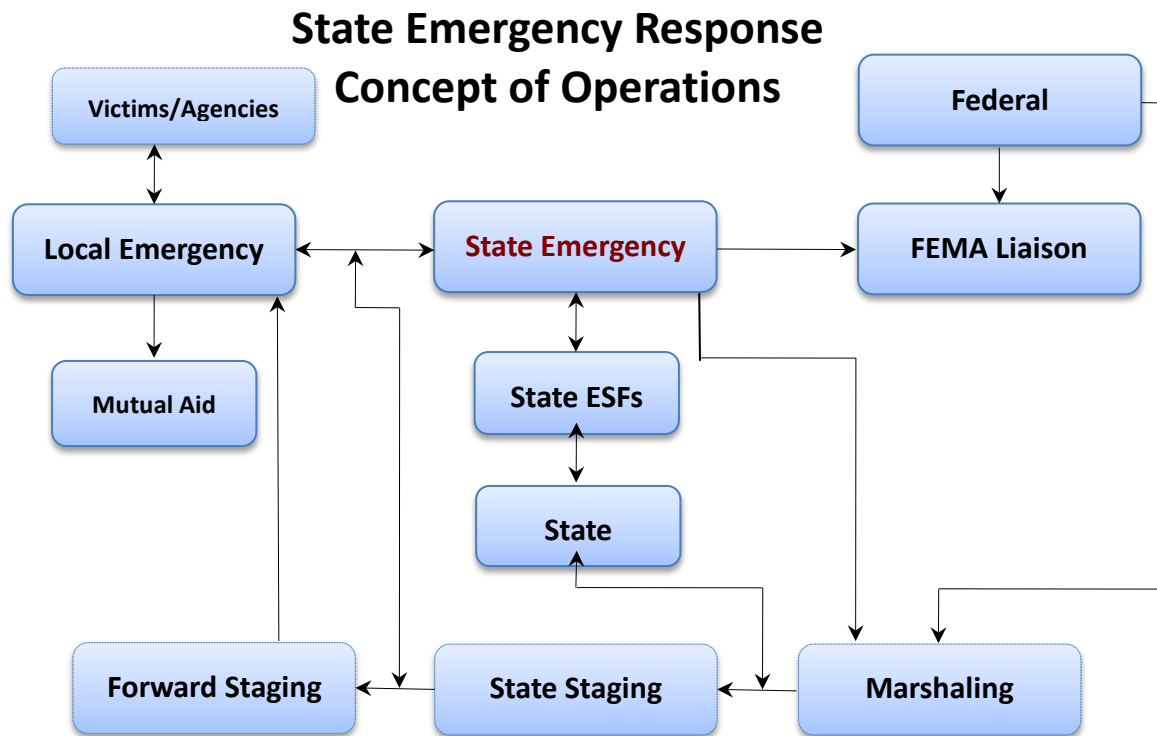 State Emergency Response
Concept of Operations
Victims/Agencies
Federal
Local Emergency
State Emergency
FEMA Liaison
Mutual Aid
State ESFs
State
Forward Staging
State Staging
Marshaling